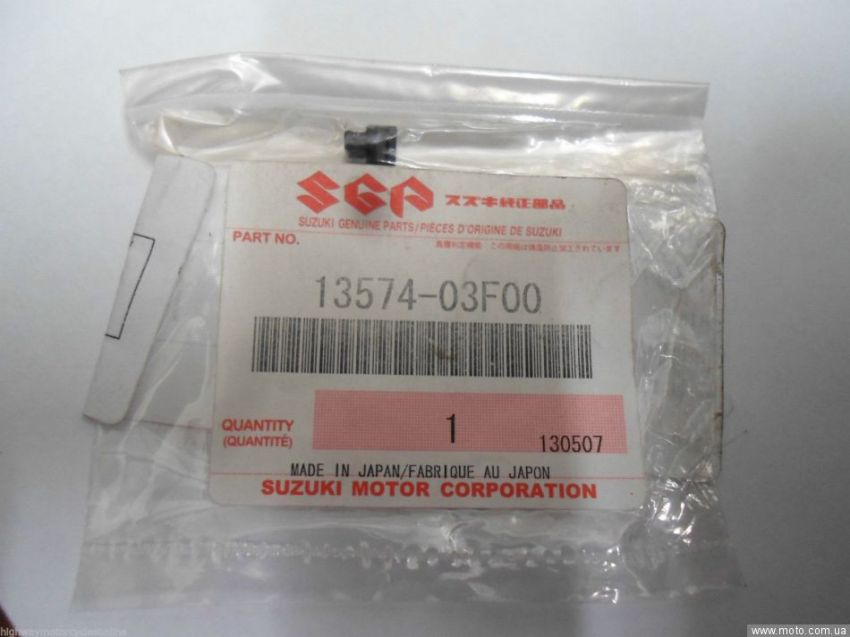 SGP スズキ純正部品
SUZUKI GENUINE PARTS/PIÈCES D'ORIGINE DE SUZUKI
PART NO.
13574-03F00
QUANTITY
(QUANTITÉ)
1
130507
MADE IN JAPAN/FABRIQUE AU JAPON
SUZUKI MOTOR CORPORATION
www.moto.com.ua